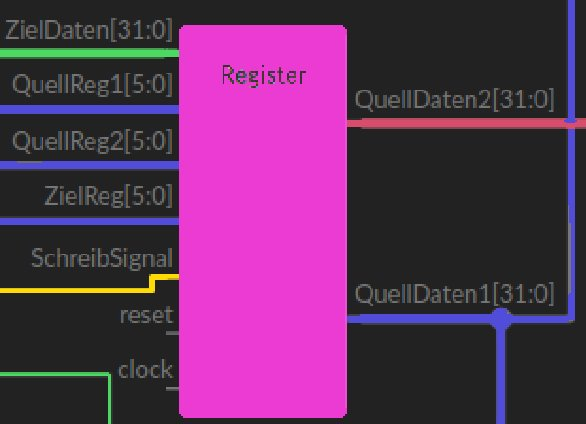 ZielDaten[31:0]
Register
QuellReg1[5:0]
QuellDaten2[31:0]
QuellReg2[5:0]
ZielReg[5:0]
SchreibSignal
QuellDaten1[31:0]
reset
clock